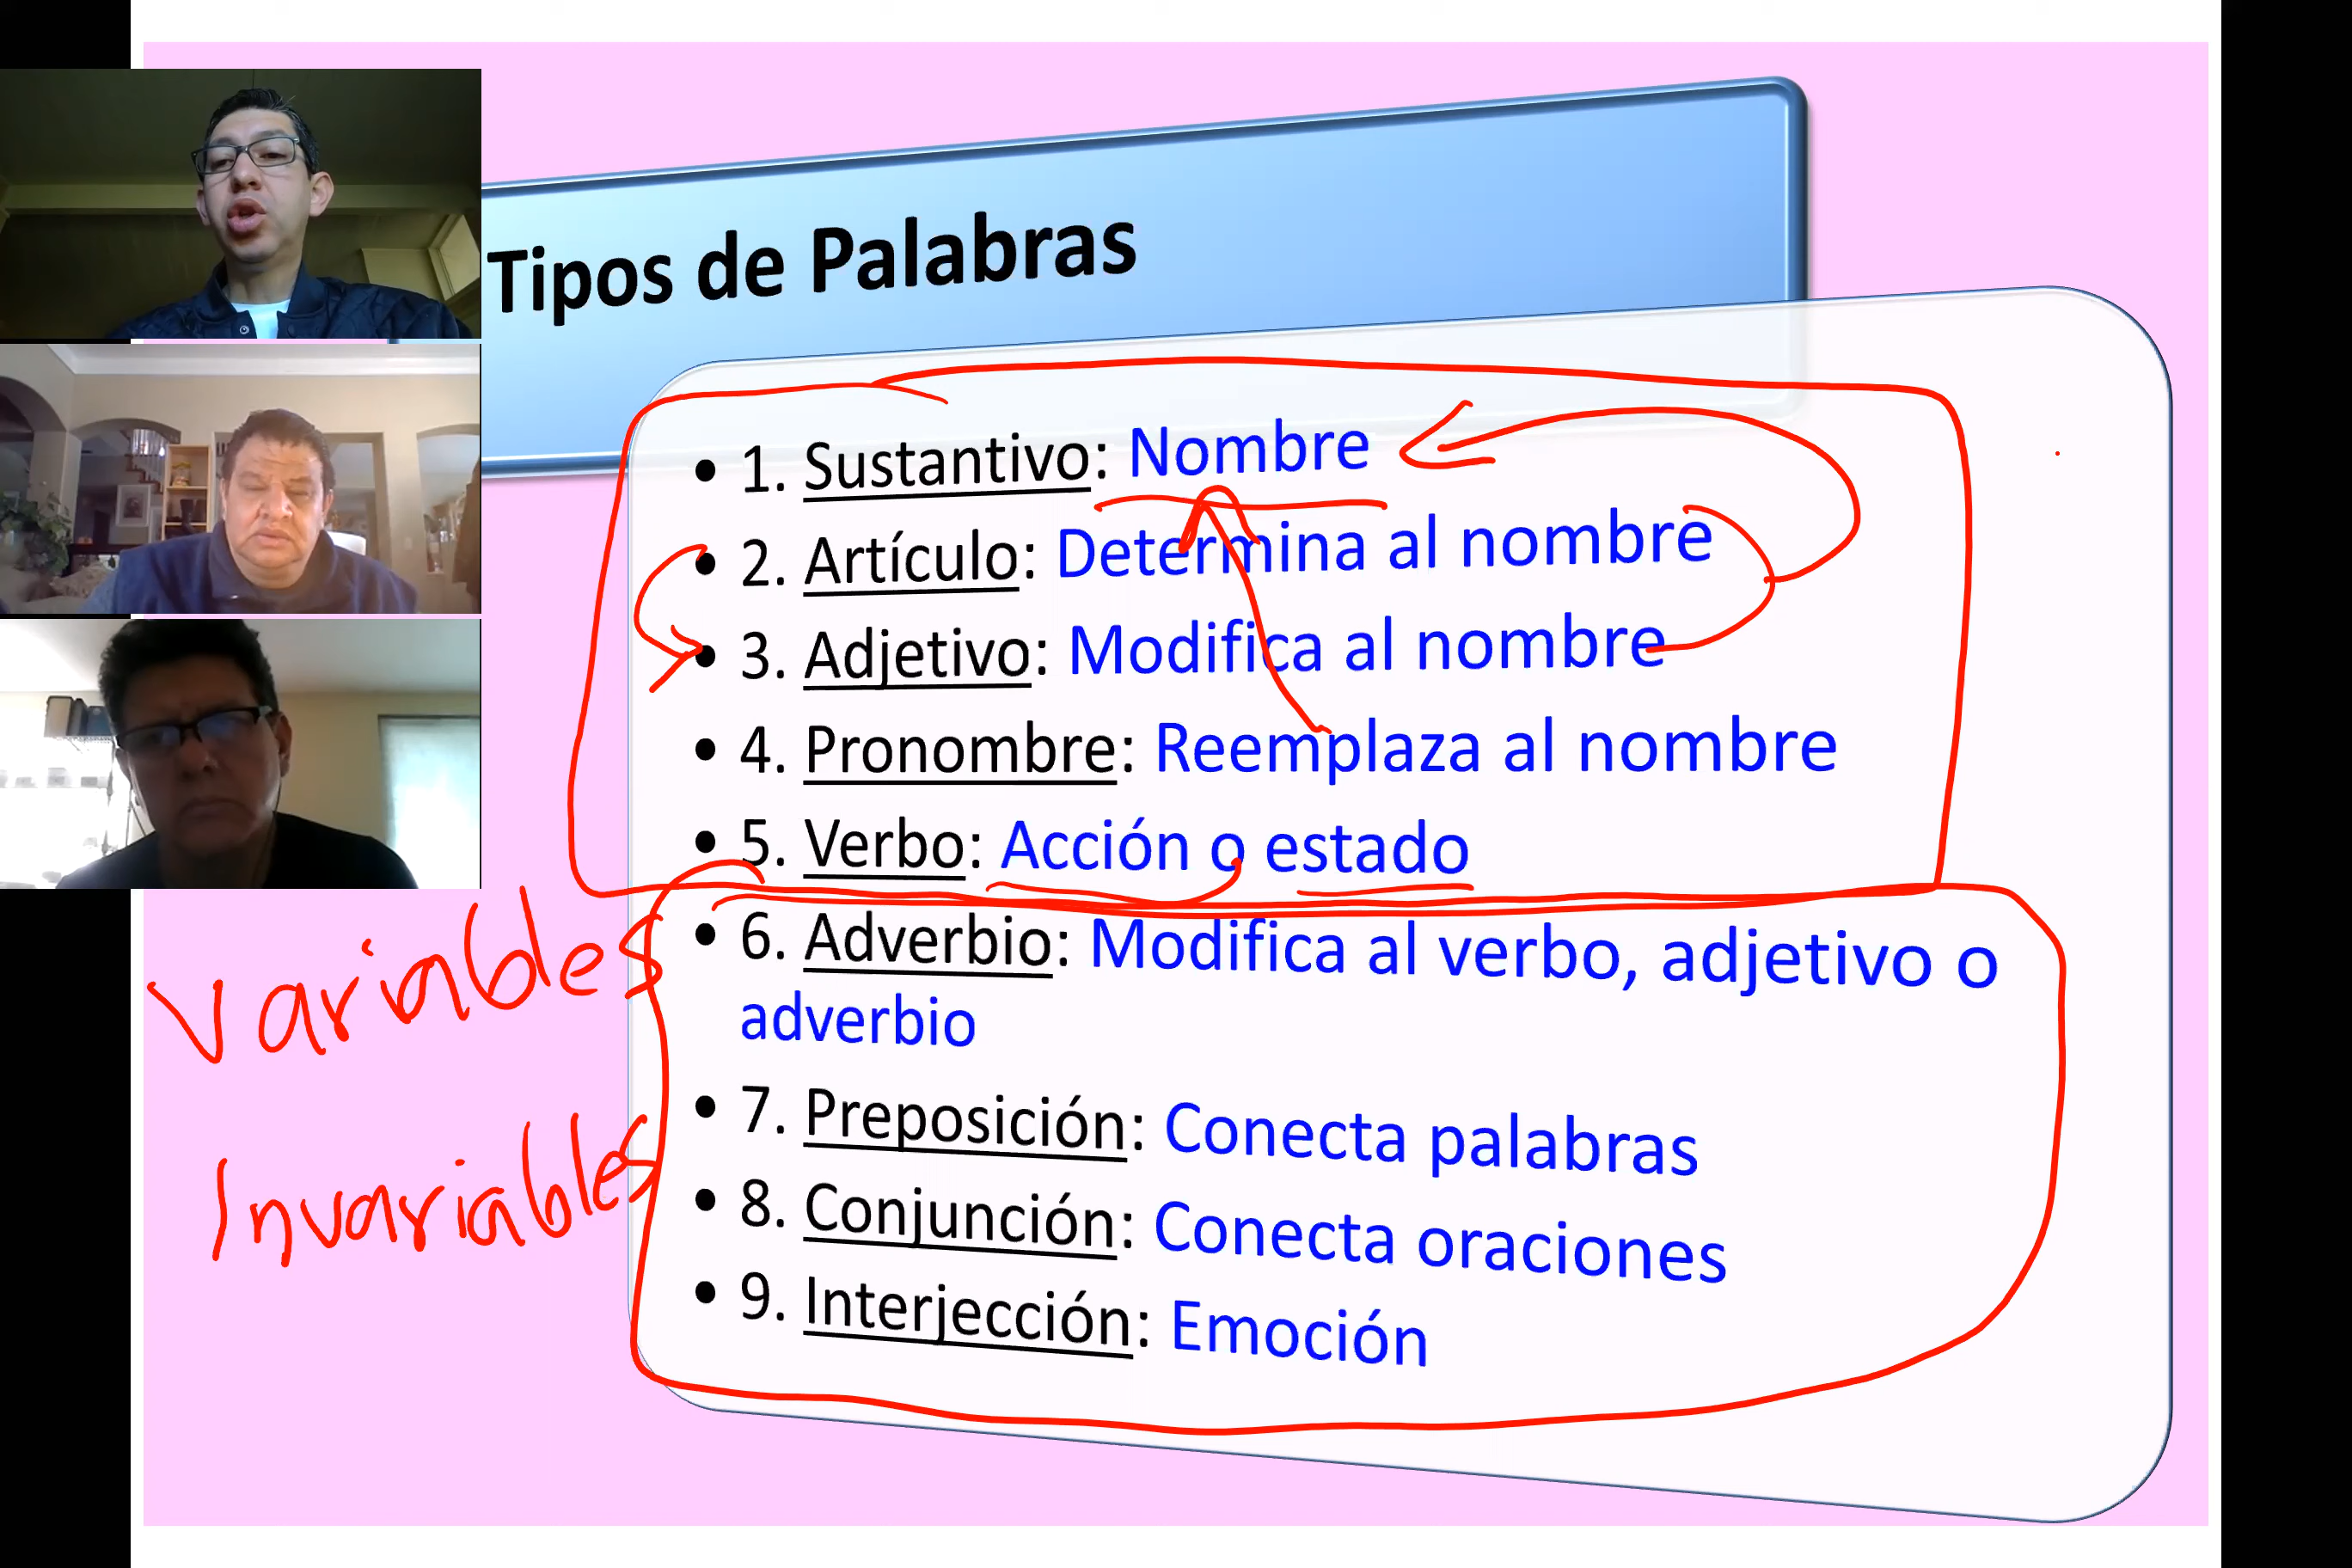 Tipos de Palabras
• 1. Sustantivo: Nombre
• 2. Artículo: Determina al nombre
• 3. Adjetivo: Modifica al nombre
• 4. Pronombre: Reemplaza al nombre
• 5. Verbo: Acción o estado
• 6. Adverbio: Modifica al verbo, adjetivo o
adverbio
• 7. Preposición: Conecta palabras
• 8. Conjunción: Conecta oraciones
• 9. Interjección: Emoción
Variables
Invariables